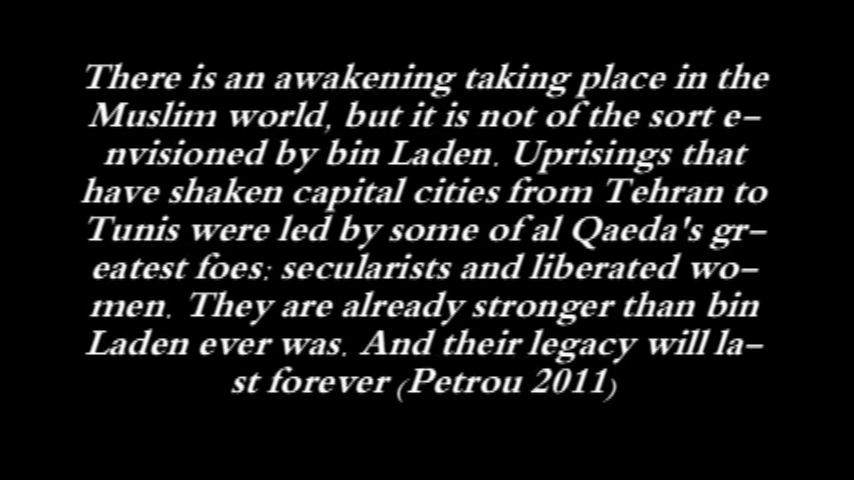 There is an awakening taking place in the
Muslim world, but it is not of the sort e-
nvisioned by bin Laden. Uprisings that
have shaken capital cities from Tehran to
Tunis were led by some of al Qaeda's gr-
eatest foes: secularists and liberated wo-
men. They are already stronger than bin
Laden ever was. And their legacy will la-
st forever (Petrou 2011)